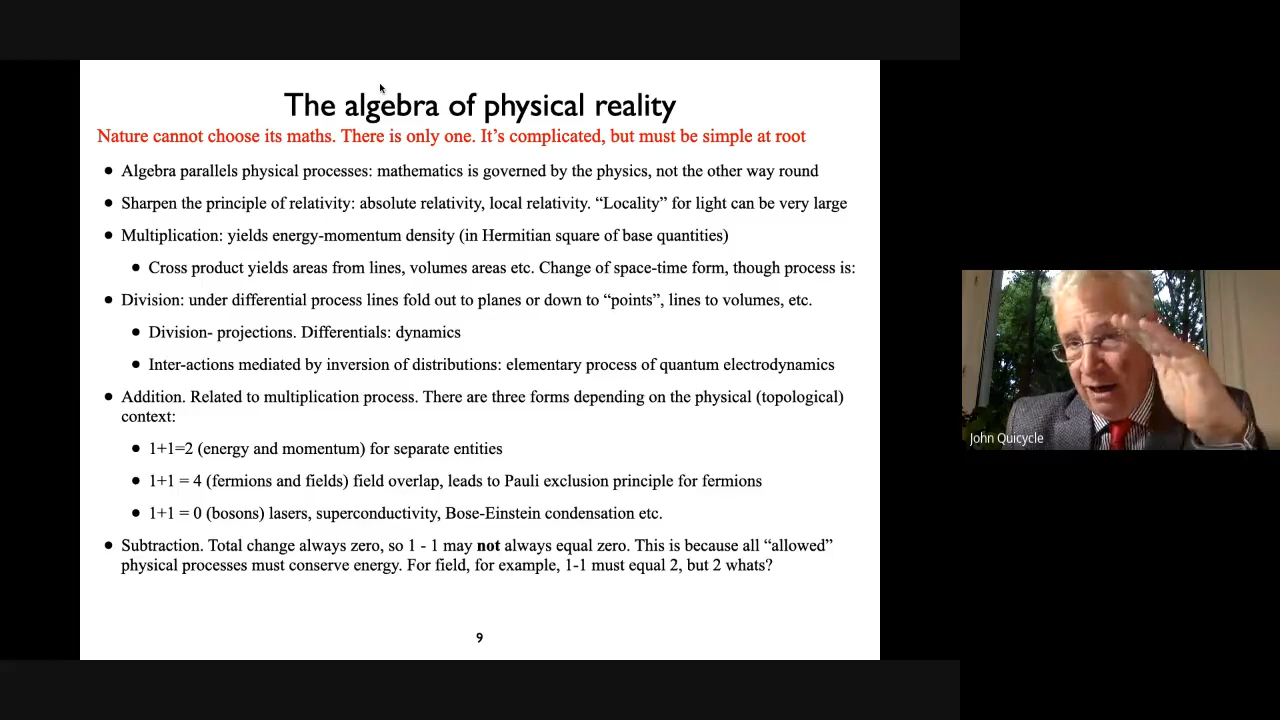 The algebra of physical reality
Nature cannot choose its maths. There is only one. It’s complicated, but must be simple at root
● Algebra parallels physical processes: mathematics is governed by the physics, not the other way round
● Sharpen the principle of relativity: absolute relativity, local relativity. “Locality” for light can be very large
● Multiplication: yields energy-momentum density (in Hermitian square of base quantities)
● Cross product yields areas from lines, volumes areas etc. Change of space-time form, though process is:
● Division: under differential process lines fold out to planes or down to “points”, lines to volumes, etc.
● Division- projections. Differentials: dynamics
● Inter-actions mediated by inversion of distributions: elementary process of quantum electrodynamics
● Addition. Related to multiplication process. There are three forms depending on the physical (topological)
context:
● 1+1=2 (energy and momentum) for separate entities
● 1+1 = 4 (fermions and fields) field overlap, leads to Pauli exclusion principle for fermions
● 1+1 = 0 (bosons) lasers, superconductivity, Bose-Einstein condensation etc.
● Subtraction. Total change always zero, so 1 - 1 may not always equal zero. This is because all “allowed”
physical processes must conserve energy. For field, for example, 1-1 must equal 2, but 2 whats?
9
John Quicycle